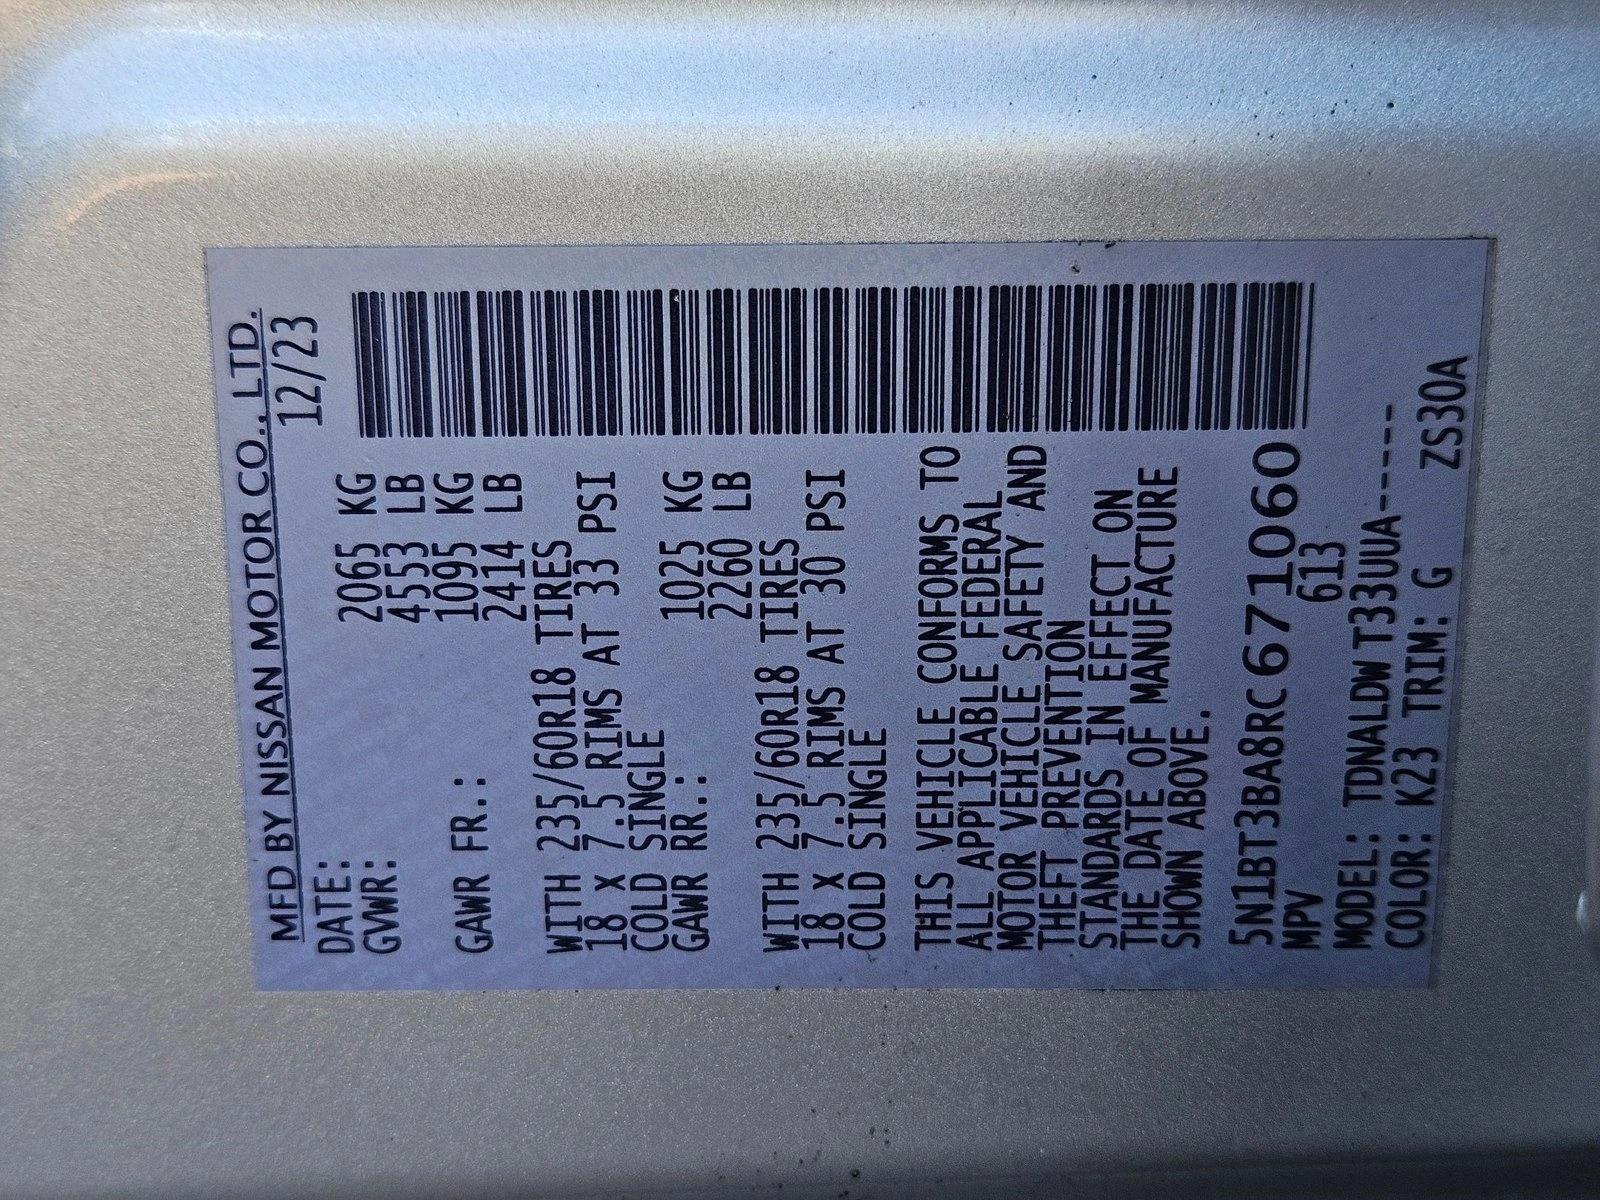 MFD BY NISSAN MOTOR CO., LTD.
DATE: 12/23
GVWR: 2065 KG
4553 LB
GAWR FR.: 1095 KG
2414 LB
WITH 235/60R18 TIRES
18 X 7.5 RIMS AT 33 PSI
COLD SINGLE
GAWR RR.: 1025 KG
2260 LB
WITH 235/60R18 TIRES
18 X 7.5 RIMS AT 30 PSI
COLD SINGLE
THIS VEHICLE CONFORMS TO
ALL APPLICABLE FEDERAL
MOTOR VEHICLE SAFETY AND
THEFT PREVENTION
STANDARDS IN EFFECT ON
THE DATE OF MANUFACTURE
SHOWN ABOVE.
5N1BT3BA8RC671060
MPV 613
MODEL: TDNALDW T33UUA-----
COLOR: K23 TRIM: G ZS30A